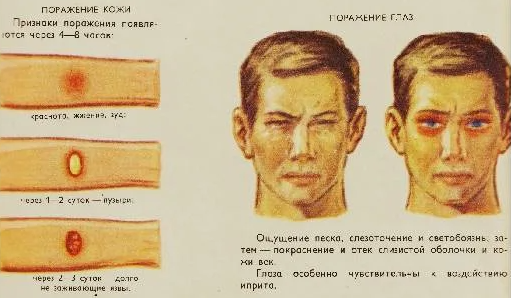 ПОРАЖЕНИЕ КОЖИ
Признаки поражения появля-
ются через 4—8 часов:
краснота, жжение, зуд;
через 1—2 суток — пузыри;
через 2—3 суток — долго
не заживающие язвы.
ПОРАЖЕНИЕ ГЛАЗ
Ощущение песка, слезоточение и светобоязнь, за-
тем — покраснение и отек слизистой оболочки и ко-
жи век.
Глаза особенно чувствительны к воздействию
иприта.